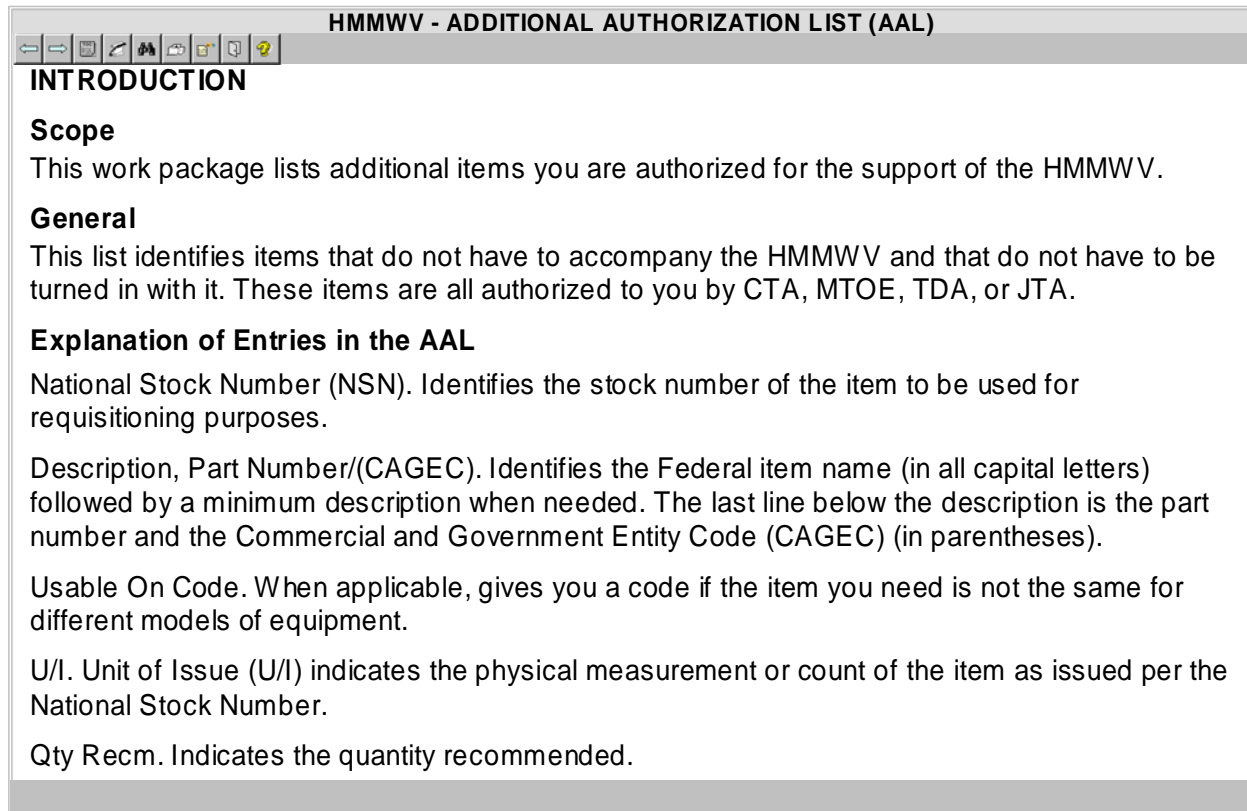 HMMWV - ADDITIONAL AUTHORIZATION LIST (AAL)
INTRODUCTION
Scope
This work package lists additional items you are authorized for the support of the HMMWV.
General
This list identifies items that do not have to accompany the HMMWV and that do not have to be
turned in with it. These items are all authorized to you by CTA, MTOE, TDA, or JTA.
Explanation of Entries in the AAL
National Stock Number (NSN). Identifies the stock number of the item to be used for
requisitioning purposes.
Description, Part Number/(CAGEC). Identifies the Federal item name (in all capital letters)
followed by a minimum description when needed. The last line below the description is the part
number and the Commercial and Government Entity Code (CAGEC) (in parentheses).
Usable On Code. When applicable, gives you a code if the item you need is not the same for
different models of equipment.
U/I. Unit of Issue (U/I) indicates the physical measurement or count of the item as issued per the
National Stock Number.
Qty Recm. Indicates the quantity recommended.